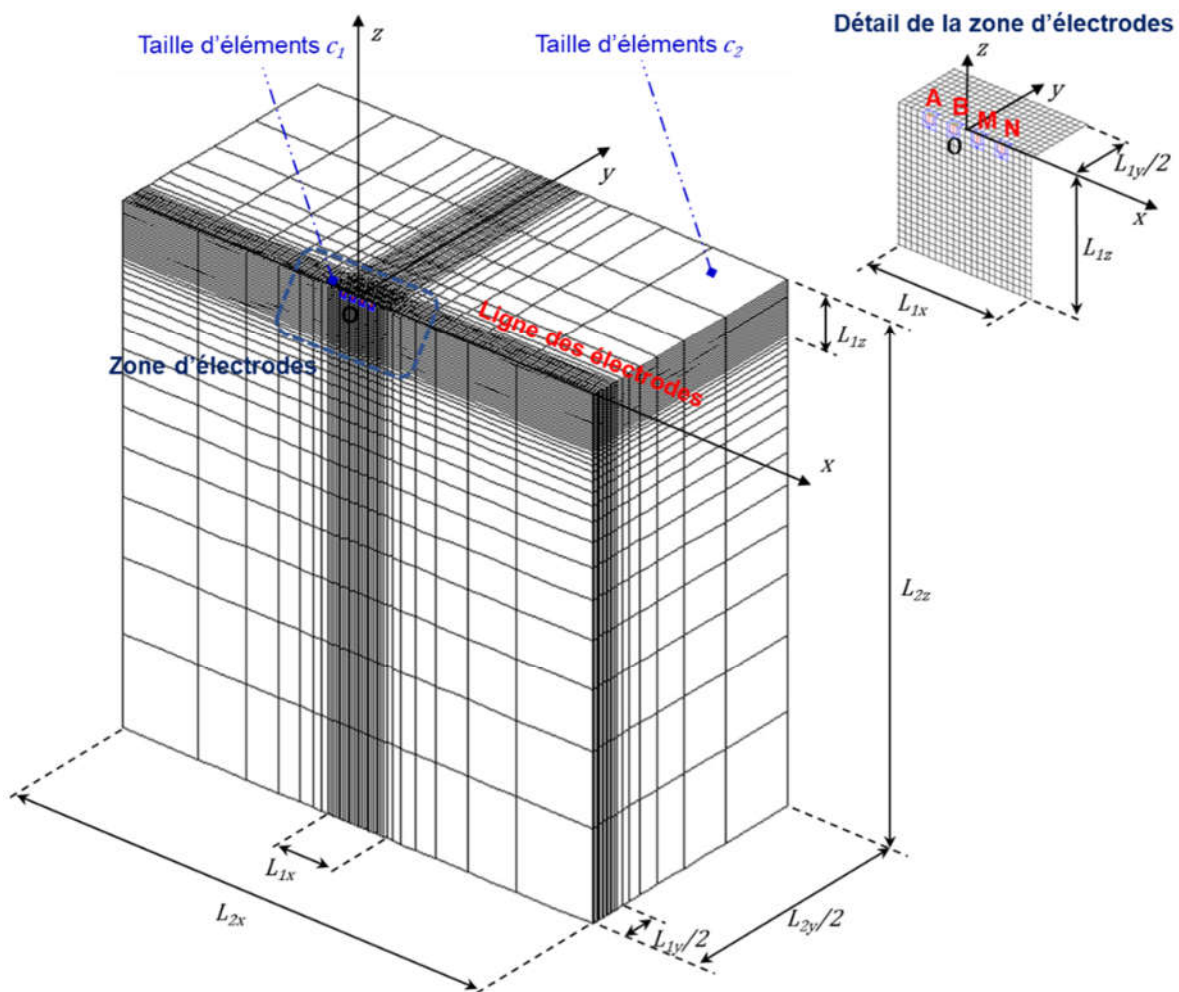 Détail de la zone d'électrodes
z
Taille d'éléments c1
Taille d'éléments c2
z
y
A
B
M
N
O
L1y/2
x
L1z
L1x
y
O
Ligne des électrodes
Zone d'électrodes
L1z
x
L2z
L1x
L2x
L1y/2
L2y/2